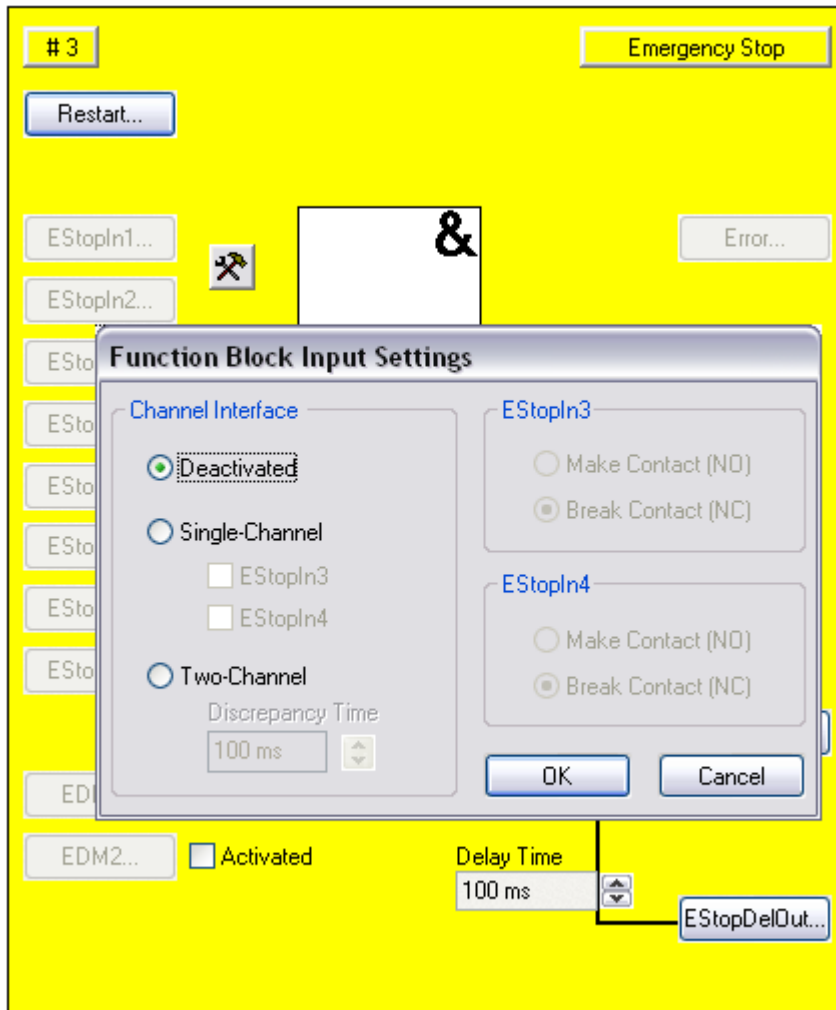 # 3
Emergency Stop
Restart...
EStopIn1...
&
Error...
EStopIn2...
Function Block Input Settings
Channel Interface
Deactivated
Single-Channel
EStopIn3
EStopIn4
Two-Channel
Discrepancy Time
100 ms
EStopIn3
Make Contact (NO)
Break Contact (NC)
EStopIn4
Make Contact (NO)
Break Contact (NC)
OK
Cancel
EDM2...
Activated
Delay Time
100 ms
EStopDelOut...